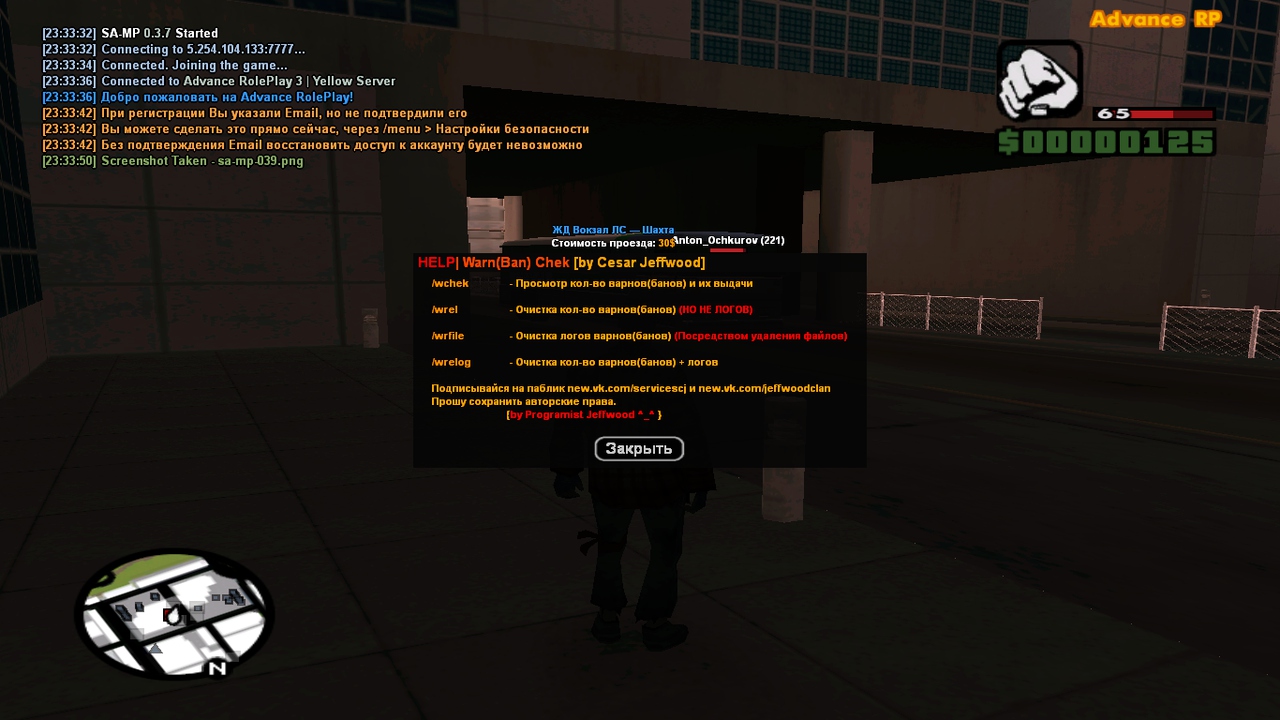 [23:33:32] SA-MP 0.3.7 Started
[23:33:32] Connecting to 5.254.104.133:7777...
[23:33:34] Connected. Joining the game...
[23:33:36] Connected to Advance RolePlay 3 | Yellow Server
[23:33:36] Добро пожаловать на Advance RolePlay!
[23:33:42] При регистрации Вы указали Email, но не подтвердили его
[23:33:42] Вы можете сделать это прямо сейчас, через /menu > Настройки безопасности
[23:33:42] Без подтверждения Email восстановить доступ к аккаунту будет невозможно
[23:33:50] Screenshot Taken - sa-mp-039.png
Advance RP
65
$00000125
ЖД Вокзал ЛС — Шахта
Стоимость проезда: 30$
Anton_Ochkurov (221)
HELP| Warn(Ban) Chek [by Cesar Jeffwood]
/wchek - Просмотр кол-во варнов(банов) и их выдачи
/wrel - Очистка кол-во варнов(банов) (НО НЕ ЛОГОВ)
/wrfile - Очистка логов варнов(банов) (Посредством удаления файлов)
/wrelog - Очистка кол-во варнов(банов) + логов
Подписывайся на паблик new.vk.com/servicescj и new.vk.com/jeffwoodclan
Прошу сохранить авторские права.
{by Programist Jeffwood ^_^ }
Закрыть
N